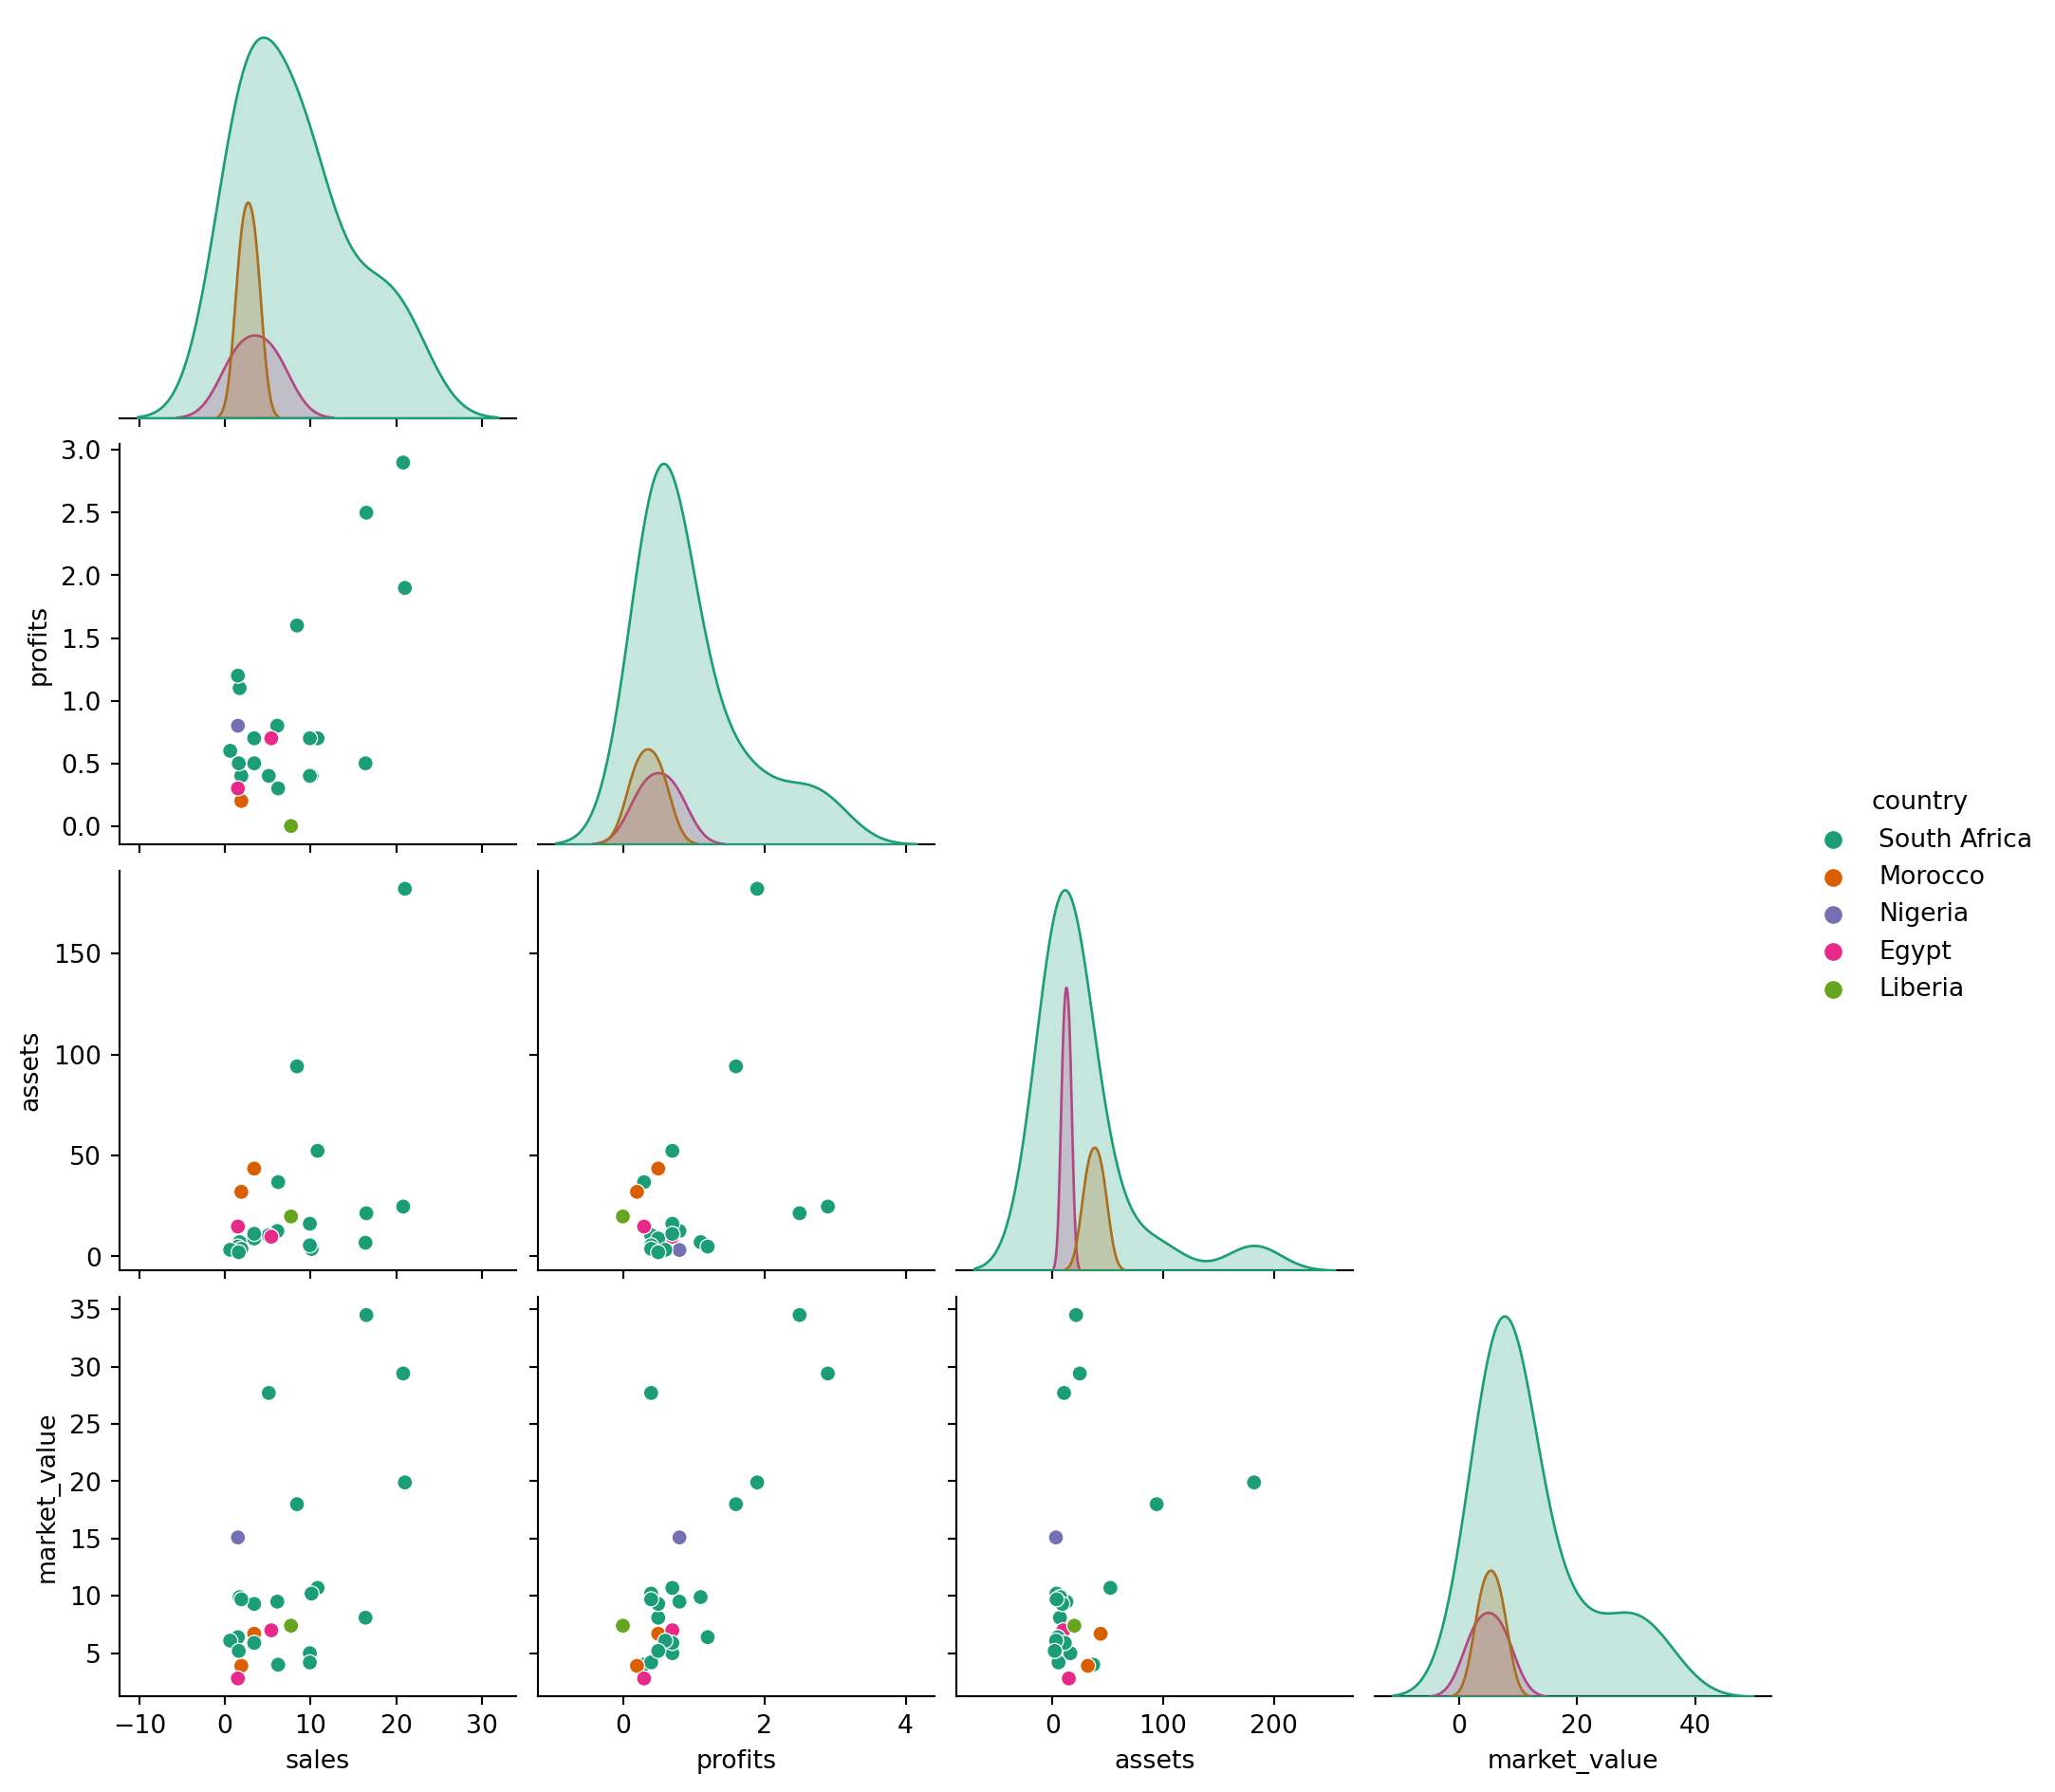 3.0
2.5
2.0
1.5
1.0
0.5
0.0
profits
150
100
50
0
assets
35
30
25
20
15
10
5
market_value
−10 0 10 20 30
sales
0 2 4
profits
0 100 200
assets
0 20 40
market_value
country
South Africa
Morocco
Nigeria
Egypt
Liberia